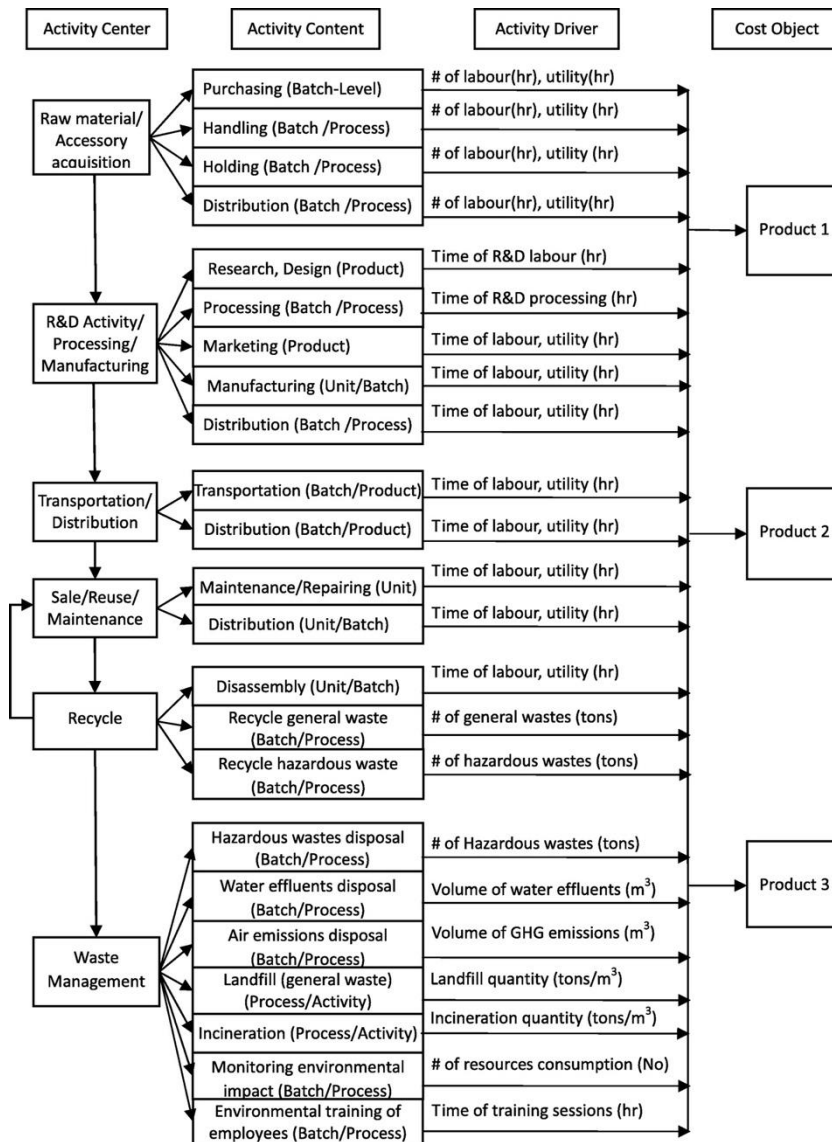 Activity Center
Activity Content
Activity Driver
Cost Object
Raw material/
Accessory
acquisition
Purchasing (Batch-Level)
# of labour(hr), utility(hr)
Handling (Batch /Process)
# of labour(hr), utility (hr)
Holding (Batch /Process)
# of labour(hr), utility (hr)
Distribution (Batch /Process)
# of labour(hr), utility(hr)
Product 1
R&D Activity/
Processing/
Manufacturing
Research, Design (Product)
Time of R&D labour (hr)
Processing (Batch /Process)
Time of R&D processing (hr)
Marketing (Product)
Time of labour, utility (hr)
Manufacturing (Unit/Batch)
Time of labour, utility (hr)
Distribution (Batch /Process)
Time of labour, utility (hr)
Transportation/
Distribution
Transportation (Batch/Product)
Time of labour, utility (hr)
Distribution (Batch/Product)
Time of labour, utility (hr)
Product 2
Sale/Reuse/
Maintenance
Maintenance/Repairing (Unit)
Time of labour, utility (hr)
Distribution (Unit/Batch)
Time of labour, utility (hr)
Recycle
Disassembly (Unit/Batch)
Time of labour, utility (hr)
Recycle general waste
(Batch/Process)
# of general wastes (tons)
Recycle hazardous waste
(Batch/Process)
# of hazardous wastes (tons)
Waste
Management
Hazardous wastes disposal
(Batch/Process)
# of Hazardous wastes (tons)
Water effluents disposal
(Batch/Process)
Volume of water effluents (m³)
Air emissions disposal
(Batch/Process)
Volume of GHG emissions (m³)
Landfill (general waste)
(Process/Activity)
Landfill quantity (tons/m³)
Incineration (Process/Activity)
Incineration quantity (tons/m³)
Monitoring environmental
impact (Batch/Process)
# of resources consumption (No)
Environmental training of
employees (Batch/Process)
Time of training sessions (hr)
Product 3